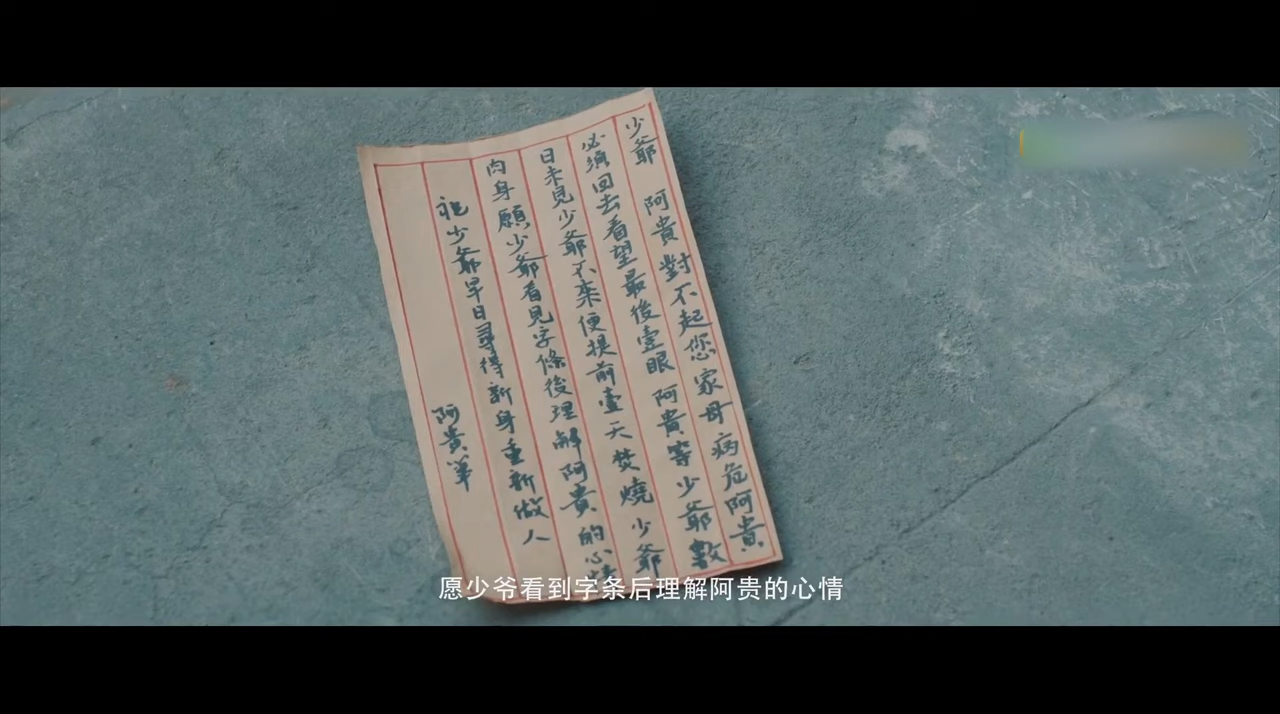 少爺 阿貴對不起您家母病危阿貴
必須回去看望最後壹眼 阿貴等少爺數
日未見少爺不來便提前壹天焚燒少爺
肉身願少爺看見字條後理解阿貴的心情
祝少爺早日尋得新身重新做人
阿貴筆
愿少爷看到字条后理解阿贵的心情